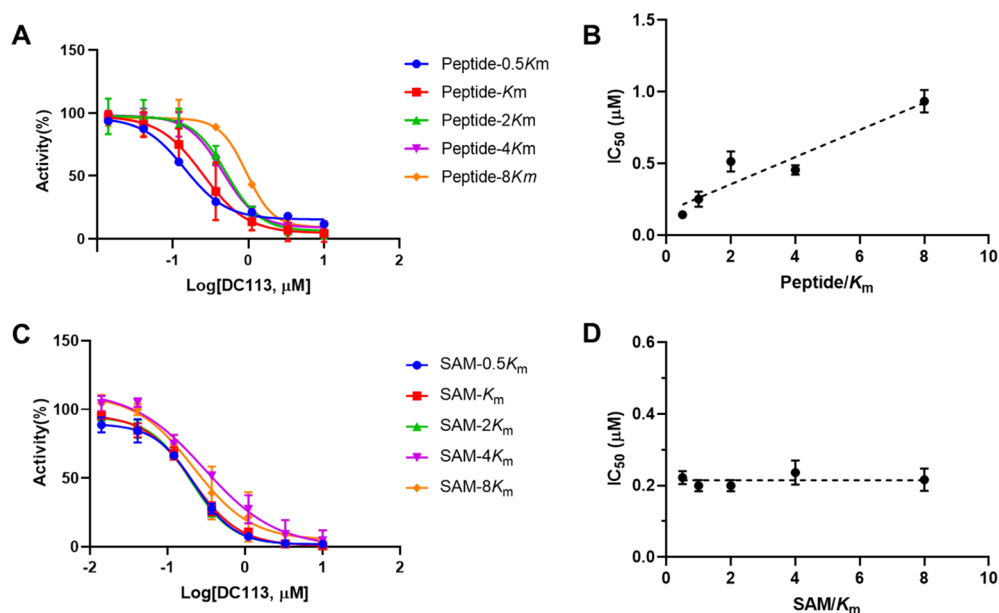 A
150
100
50
0
Activity(%)
-1
0
1
2
Log[DC113, μM]
Peptide-0.5Km
Peptide-Km
Peptide-2Km
Peptide-4Km
Peptide-8Km
B
1.5
1.0
0.5
0.0
IC50 (μM)
0
2
4
6
8
10
Peptide/Km
C
150
100
50
0
Activity(%)
-2
-1
0
1
2
Log[DC113, μM]
SAM-0.5Km
SAM-Km
SAM-2Km
SAM-4Km
SAM-8Km
D
0.6
0.4
0.2
0.0
IC50 (μM)
0
2
4
6
8
10
SAM/Km